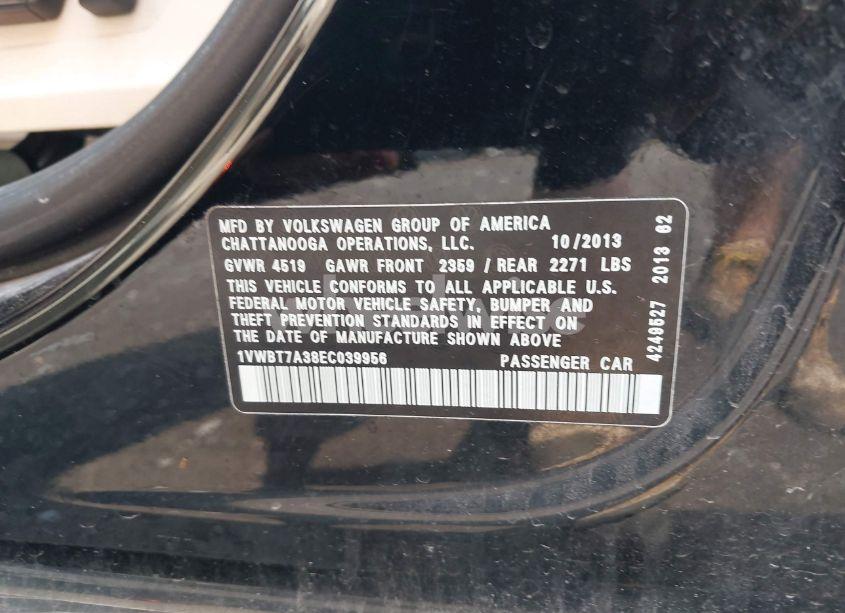 MFD BY VOLKSWAGEN GROUP OF AMERICA
CHATTANOOGA OPERATIONS, LLC. 10/2013
GVWR 4519 GAWR FRONT 2359 / REAR 2271 LBS
THIS VEHICLE CONFORMS TO ALL APPLICABLE U.S.
FEDERAL MOTOR VEHICLE SAFETY, BUMPER AND
THEFT PREVENTION STANDARDS IN EFFECT ON
THE DATE OF MANUFACTURE SHOWN ABOVE
1VWBT7A38EC039956 PASSENGER CAR
4249527 2013 62